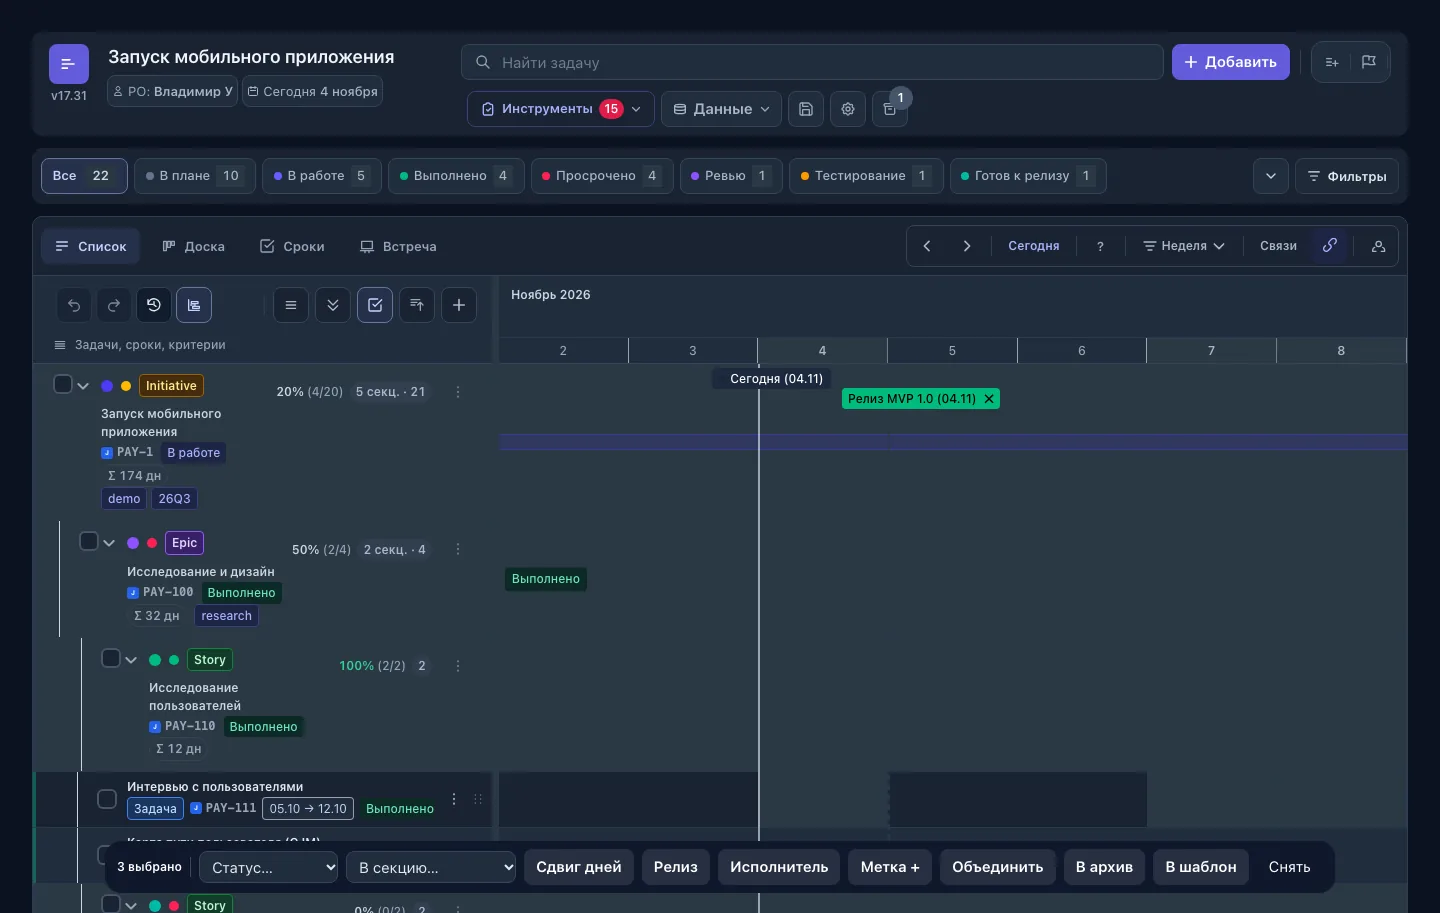 Запуск мобильного приложения
v17.31
PO: Владимир У
Сегодня 4 ноября
Найти задачу
Добавить
Инструменты 15
Данные
1
Все 22
В плане 10
В работе 5
Выполнено 4
Просрочено 4
Ревью 1
Тестирование 1
Готов к релизу 1
Фильтры
Список
Доска
Сроки
Встреча
Сегодня
?
Неделя
Связи
Задачи, сроки, критерии
Ноябрь 2026
2 3 4 5 6 7 8
Сегодня (04.11)
Релиз MVP 1.0 (04.11) ✕
Initiative
20% (4/20) 5 секц. · 21
Запуск мобильного
приложения
PAY-1 В работе
Σ 174 дн
demo 26Q3
Epic
50% (2/4) 2 секц. · 4
Исследование и дизайн
PAY-100 Выполнено
Σ 32 дн research
Выполнено
Story
100% (2/2) 2
Исследование
пользователей
PAY-110 Выполнено
Σ 12 дн
Интервью с пользователями
Задача PAY-111 05.10 → 12.10 Выполнено
3 выбрано
Статус...
В секцию...
Сдвиг дней
Релиз
Исполнитель
Метка +
Объединить
В архив
В шаблон
Снять
Story
0% (0/2) 2